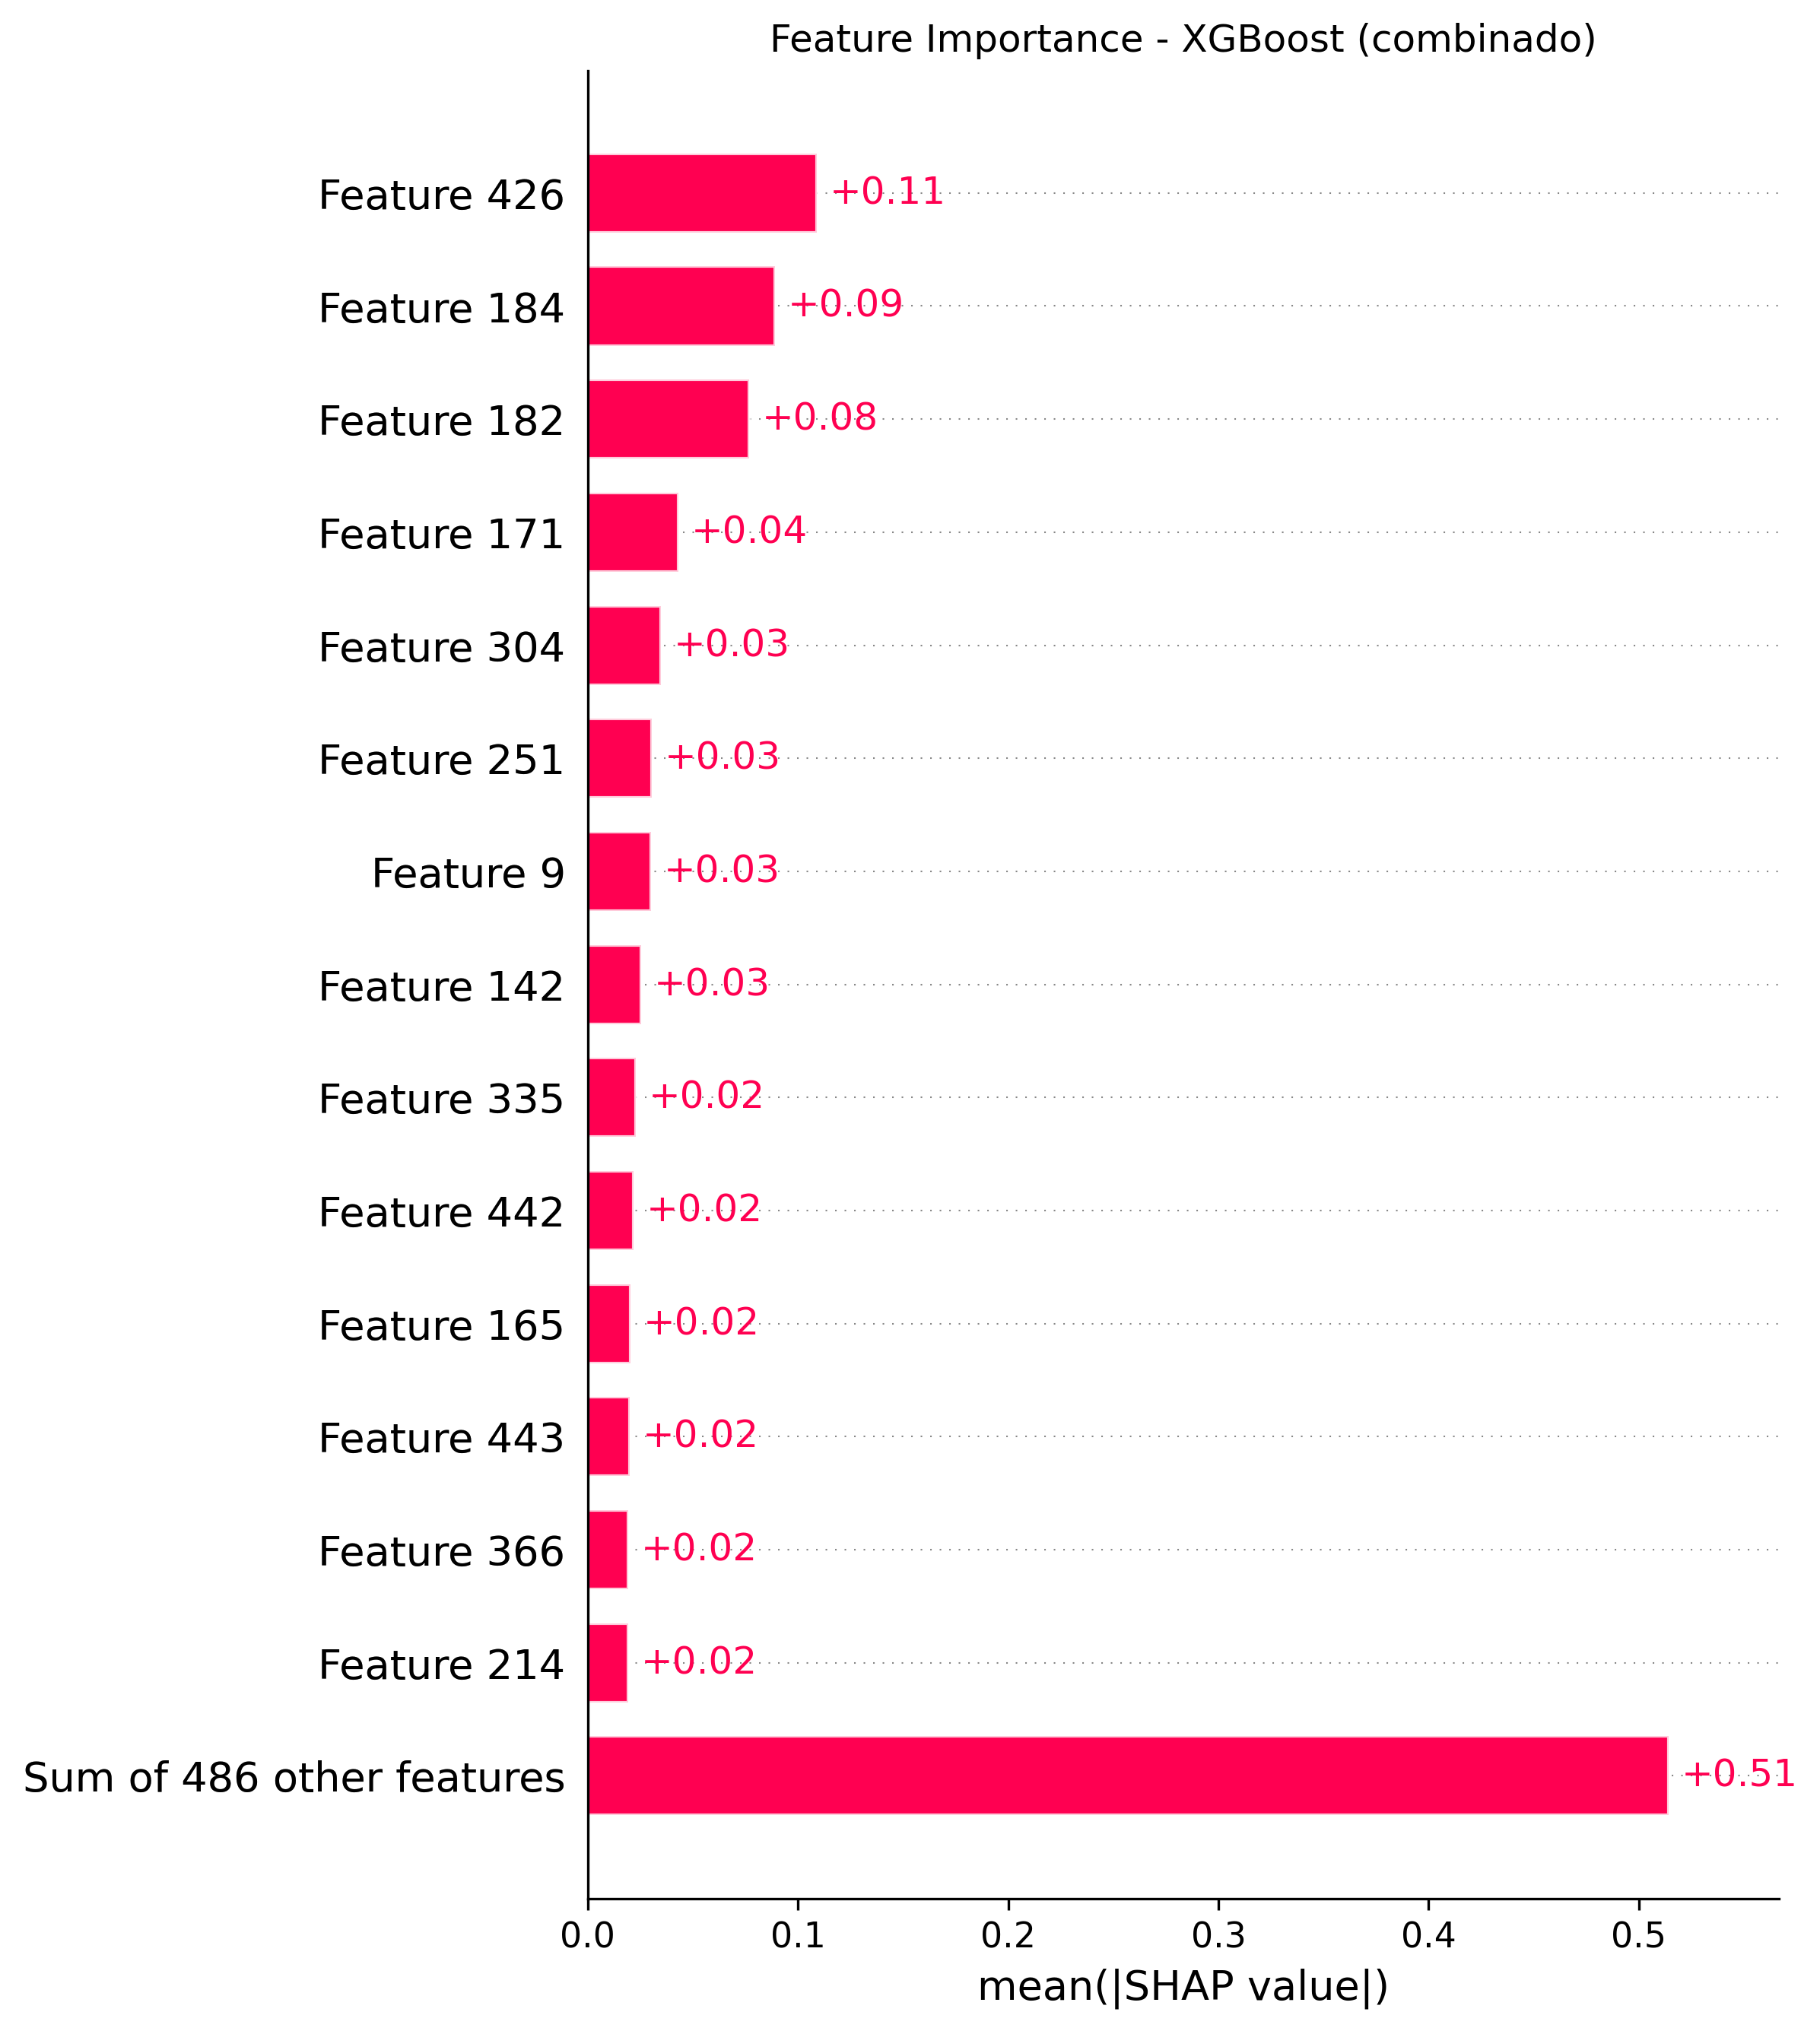 Feature Importance - XGBoost (combinado)
Feature 426 +0.11
Feature 184 +0.09
Feature 182 +0.08
Feature 171 +0.04
Feature 304 +0.03
Feature 251 +0.03
Feature 9 +0.03
Feature 142 +0.03
Feature 335 +0.02
Feature 442 +0.02
Feature 165 +0.02
Feature 443 +0.02
Feature 366 +0.02
Feature 214 +0.02
Sum of 486 other features +0.51
0.0 0.1 0.2 0.3 0.4 0.5
mean(|SHAP value|)